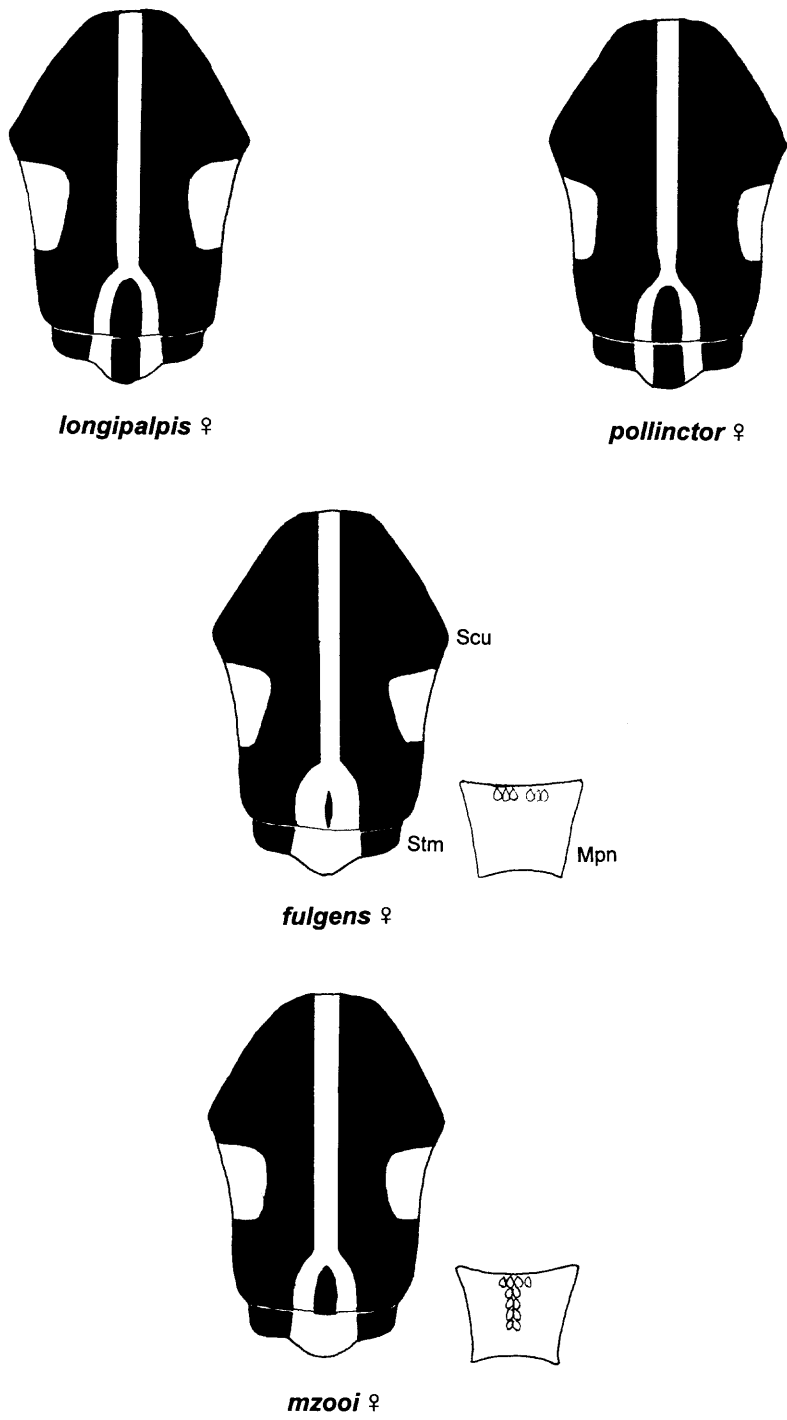 longipalpis ♀
pollinctor ♀
Scu
Stm
Mpn
fulgens ♀
mzooi ♀